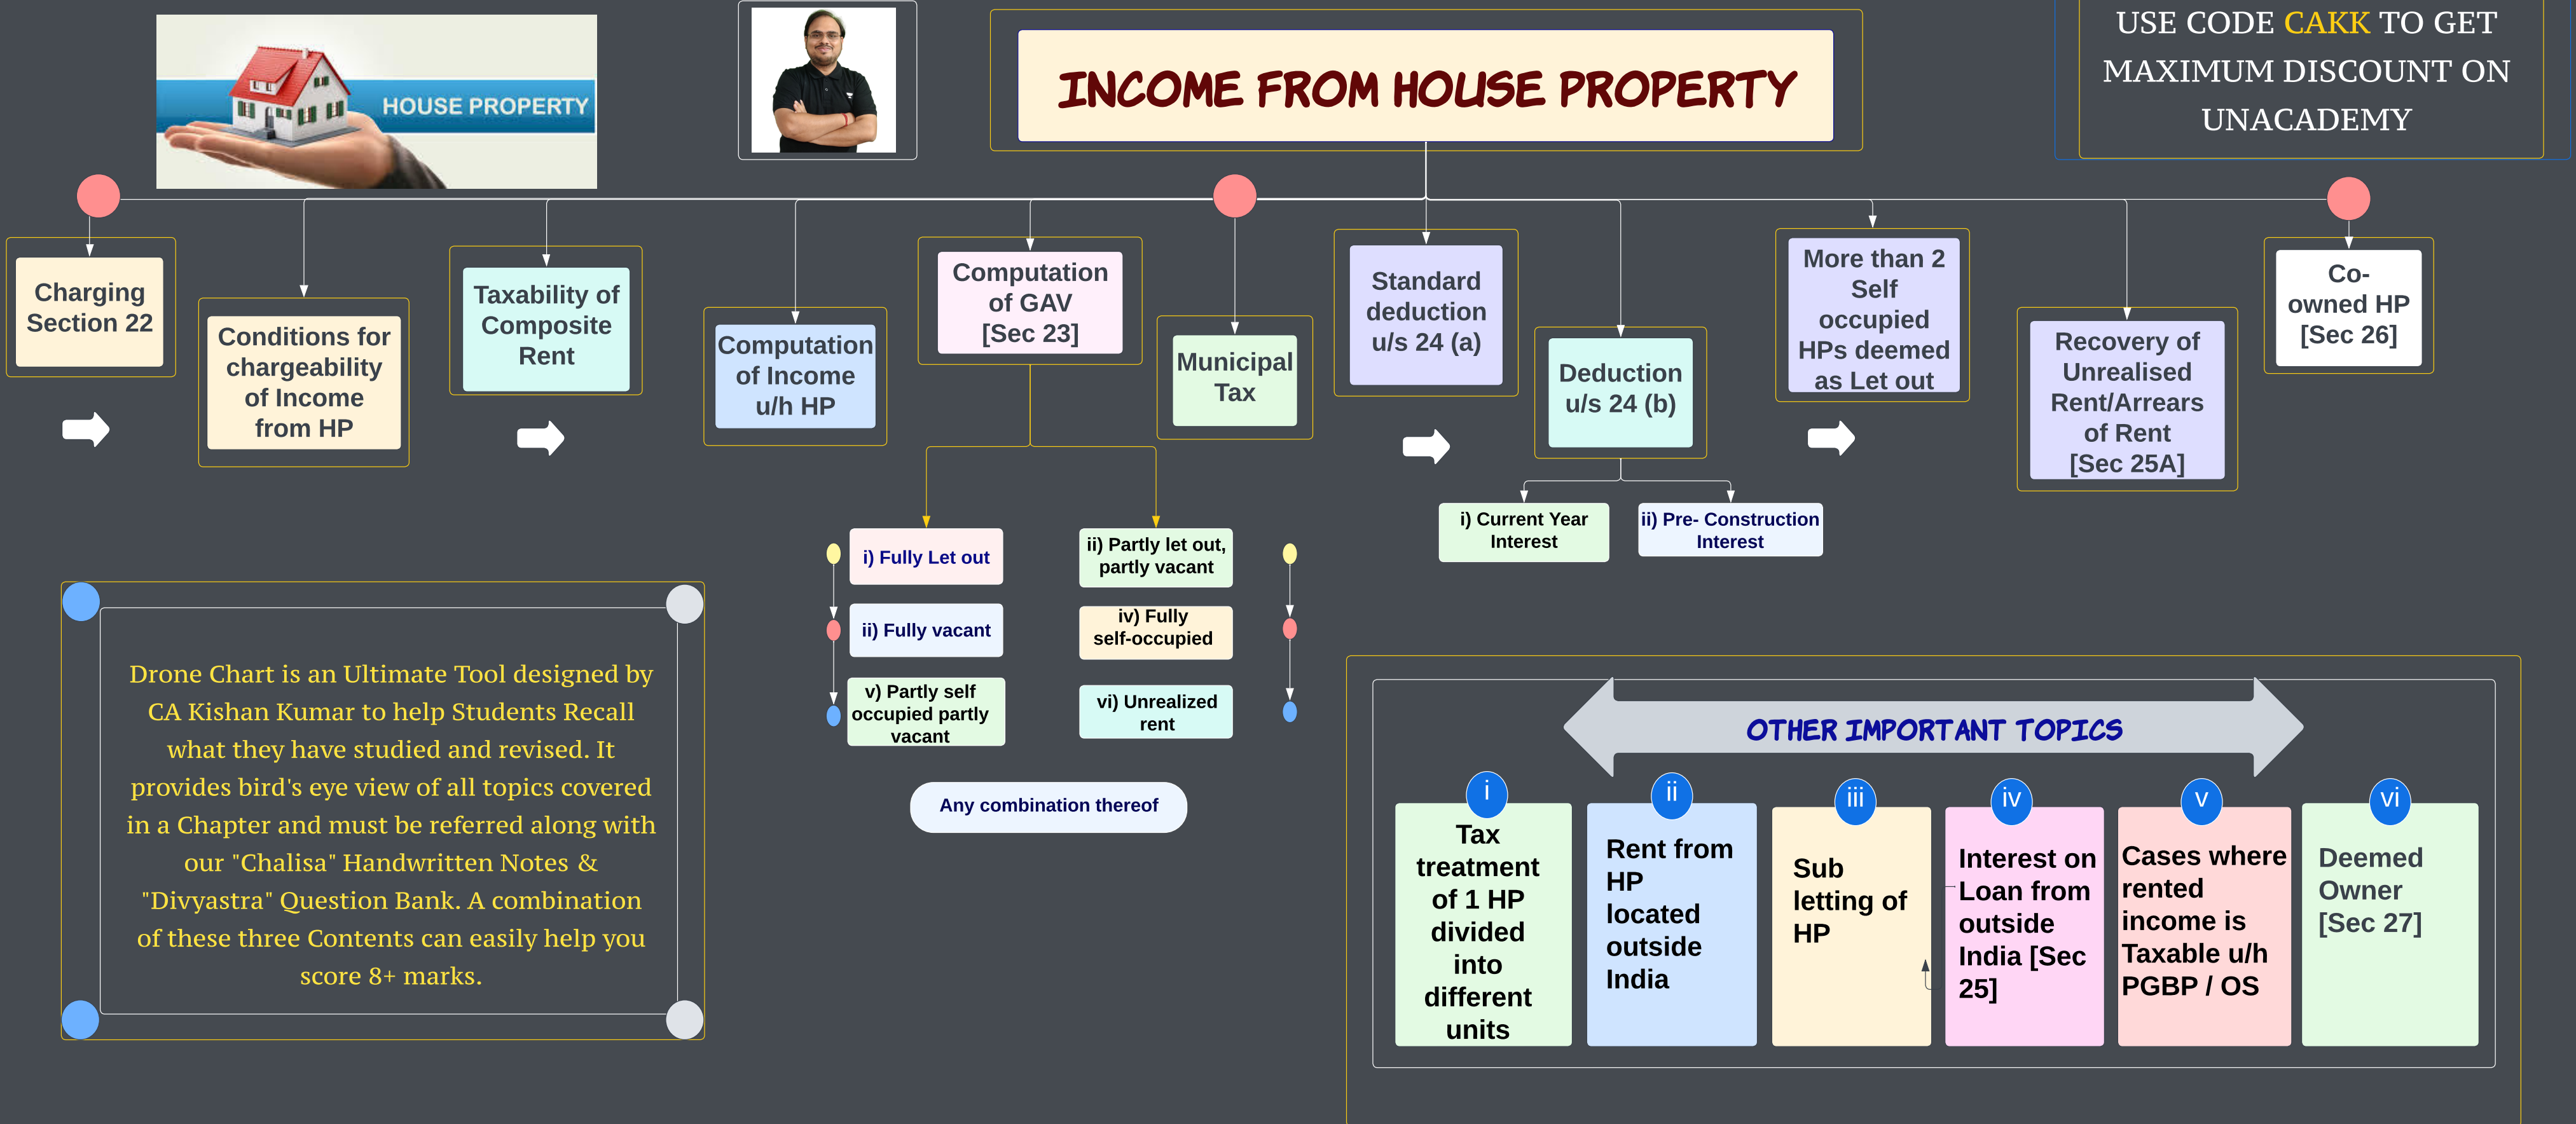 HOUSE PROPERTY
INCOME FROM HOUSE PROPERTY
USE CODE CAKK TO GET
MAXIMUM DISCOUNT ON
UNACADEMY
Charging
Section 22
Conditions for
chargeability
of Income
from HP
Taxability of
Composite
Rent
Computation
of Income
u/h HP
Computation
of GAV
[Sec 23]
Municipal
Tax
Standard
deduction
u/s 24 (a)
Deduction
u/s 24 (b)
More than 2
Self
occupied
HPs deemed
as Let out
Recovery of
Unrealised
Rent/Arrears
of Rent
[Sec 25A]
Co-
owned HP
[Sec 26]
i) Fully Let out
ii) Partly let out,
partly vacant
ii) Fully vacant
iv) Fully
self-occupied
v) Partly self
occupied partly
vacant
vi) Unrealized
rent
Any combination thereof
i) Current Year
Interest
ii) Pre- Construction
Interest
Drone Chart is an Ultimate Tool designed by
CA Kishan Kumar to help Students Recall
what they have studied and revised. It
provides bird's eye view of all topics covered
in a Chapter and must be referred along with
our "Chalisa" Handwritten Notes &
"Divyastra" Question Bank. A combination
of these three Contents can easily help you
score 8+ marks.
OTHER IMPORTANT TOPICS
i
Tax
treatment
of 1 HP
divided
into
different
units
ii
Rent from
HP
located
outside
India
iii
Sub
letting of
HP
iv
Interest on
Loan from
outside
India [Sec
25]
v
Cases where
rented
income is
Taxable u/h
PGBP / OS
vi
Deemed
Owner
[Sec 27]